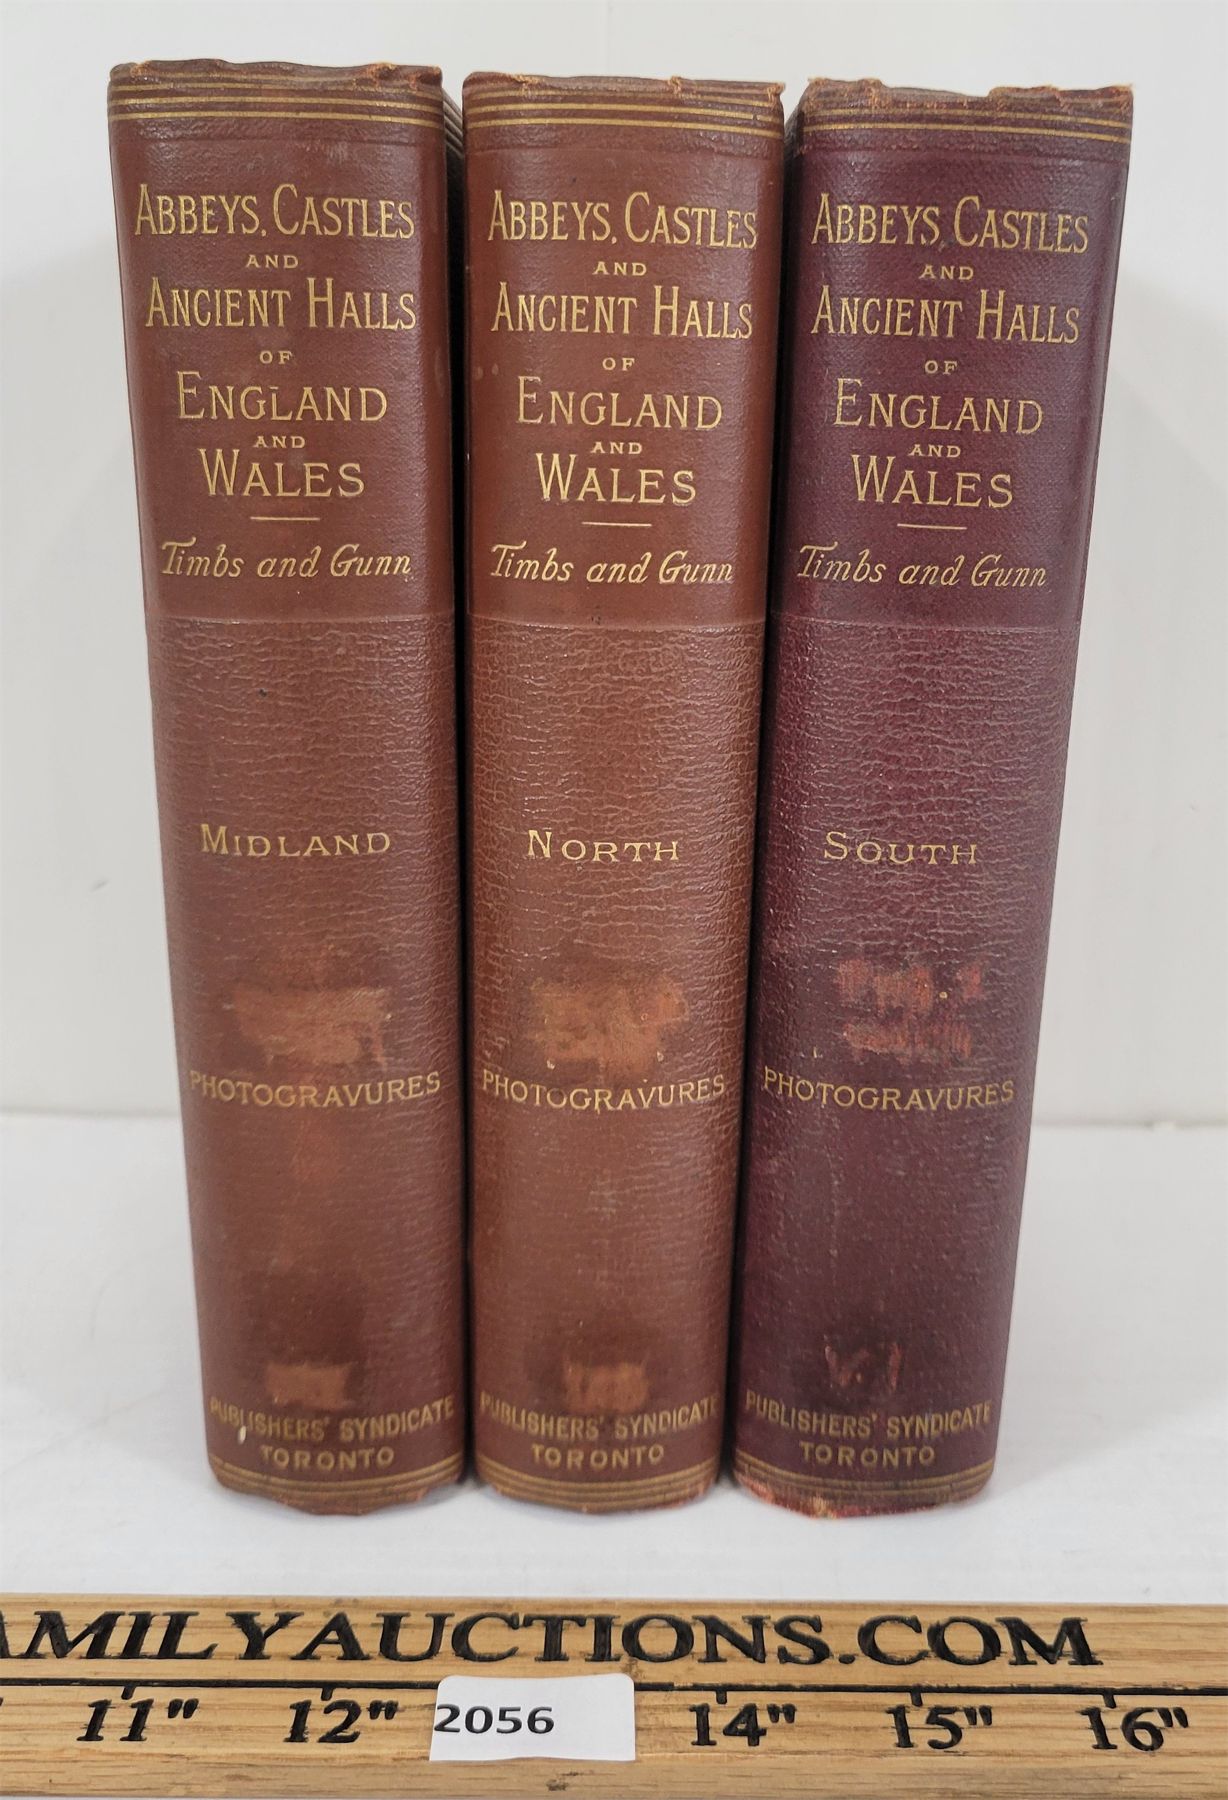 ABBEYS, CASTLES
AND
ANCIENT HALLS
OF
ENGLAND
AND
WALES
Timbs and Gunn
MIDLAND
PHOTOGRAVURES
PUBLISHERS' SYNDICATE
TORONTO
ABBEYS, CASTLES
AND
ANCIENT HALLS
OF
ENGLAND
AND
WALES
Timbs and Gunn
NORTH
PHOTOGRAVURES
PUBLISHERS' SYNDICATE
TORONTO
ABBEYS, CASTLES
AND
ANCIENT HALLS
OF
ENGLAND
AND
WALES
Timbs and Gunn
SOUTH
PHOTOGRAVURES
V. 1
PUBLISHERS' SYNDICATE
TORONTO
AMILYAUCTIONS.COM
11" 12" 2056 14" 15" 16"